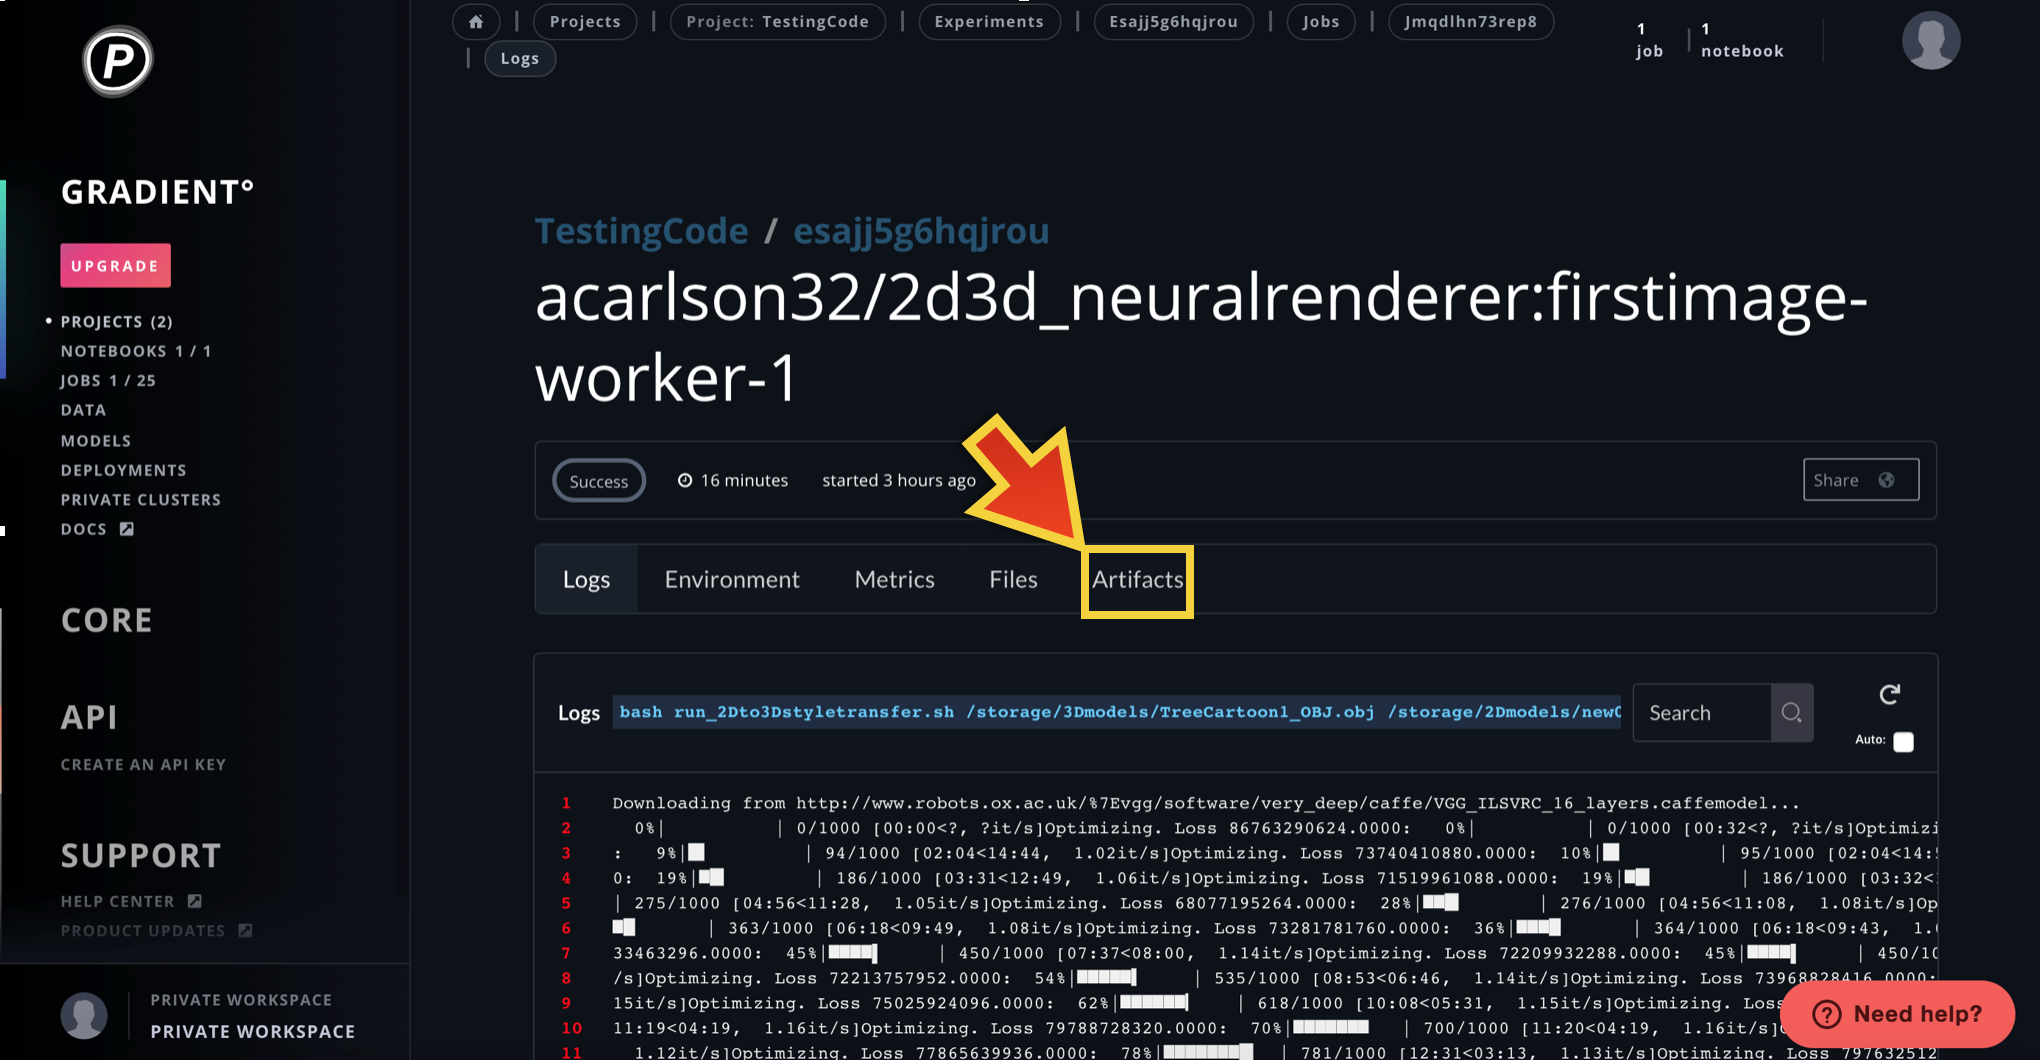 Projects | Project: TestingCode | Experiments | Esajj5g6hqjrou | Jobs | Jmqdlhn73rep8
| Logs
1 job | 1 notebook
P
GRADIENT°
UPGRADE
• PROJECTS (2)
NOTEBOOKS 1 / 1
JOBS 1 / 25
DATA
MODELS
DEPLOYMENTS
PRIVATE CLUSTERS
DOCS
CORE
API
CREATE AN API KEY
SUPPORT
HELP CENTER
PRODUCT UPDATES
PRIVATE WORKSPACE
PRIVATE WORKSPACE
TestingCode / esajj5g6hqjrou
acarlson32/2d3d_neuralrenderer:firstimage-
worker-1
Success 16 minutes started 3 hours ago Share
Logs Environment Metrics Files Artifacts
Logs bash run_2Dto3Dstyletransfer.sh /storage/3Dmodels/TreeCartoon1_OBJ.obj /storage/2Dmodels/new Search
Auto:
1 Downloading from http://www.robots.ox.ac.uk/%7Evgg/software/very_deep/caffe/VGG_ILSVRC_16_layers.caffemodel...
2 0%| | 0/1000 [00:00<?, ?it/s]Optimizing. Loss 86763290624.0000: 0%| | 0/1000 [00:32<?, ?it/s]Optimizi
3 : 9%|██ | 94/1000 [02:04<14:44, 1.02it/s]Optimizing. Loss 73740410880.0000: 10%|██ | 95/1000 [02:04<14:
4 0: 19%|██ | 186/1000 [03:31<12:49, 1.06it/s]Optimizing. Loss 71519961088.0000: 19%|██ | 186/1000 [03:32<
5 | 275/1000 [04:56<11:28, 1.05it/s]Optimizing. Loss 68077195264.0000: 28%|███ | 276/1000 [04:56<11:08, 1.08it/s]Op
6 ██ | 363/1000 [06:18<09:49, 1.08it/s]Optimizing. Loss 73281781760.0000: 36%|████ | 364/1000 [06:18<09:43, 1.
7 33463296.0000: 45%|████▌ | 450/1000 [07:37<08:00, 1.14it/s]Optimizing. Loss 72209932288.0000: 45%|████▌ | 450/10
8 /s]Optimizing. Loss 72213757952.0000: 54%|█████▍ | 535/1000 [08:53<06:46, 1.14it/s]Optimizing. Loss 73968828416.0000:
9 15it/s]Optimizing. Loss 75025924096.0000: 62%|██████▏ | 618/1000 [10:08<05:31, 1.15it/s]Optimizing. Loss
10 11:19<04:19, 1.16it/s]Optimizing. Loss 79788728320.0000: 70%|███████ | 700/1000 [11:20<04:19, 1.16it/s]
11 1.12it/s]Optimizing. Loss 77865639936.0000: 78%|████████ | 781/1000 [12:31<03:13, 1.13it/s]Optimizing. Loss 797632512
Need help?